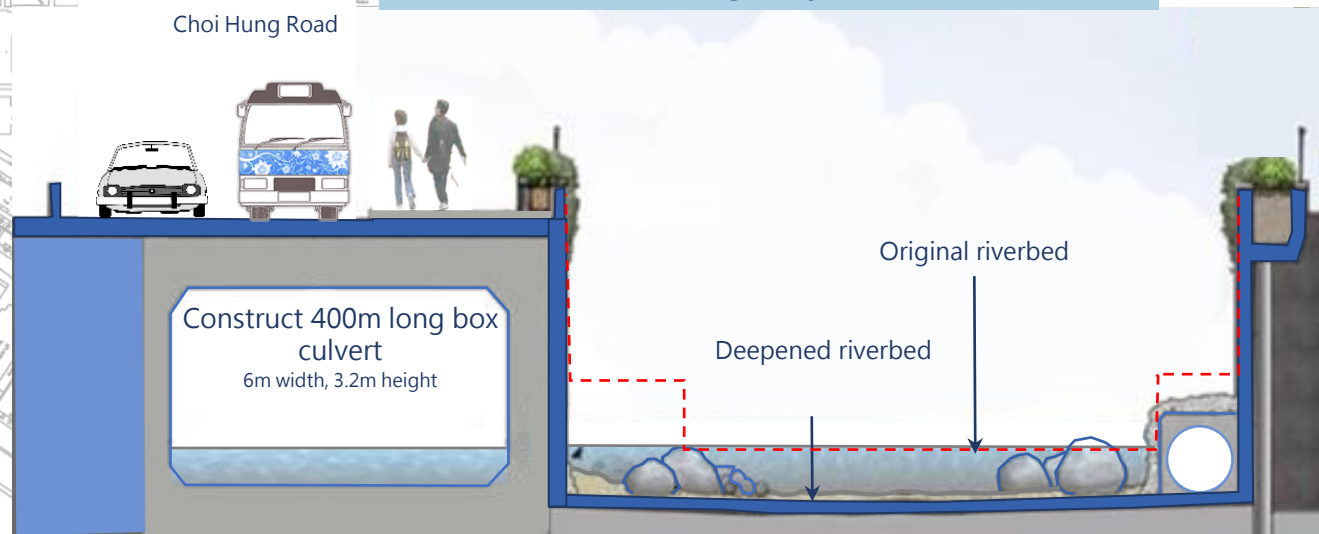 Choi Hung Road
Original riverbed
Construct 400m long box
culvert
6m width, 3.2m height
Deepened riverbed